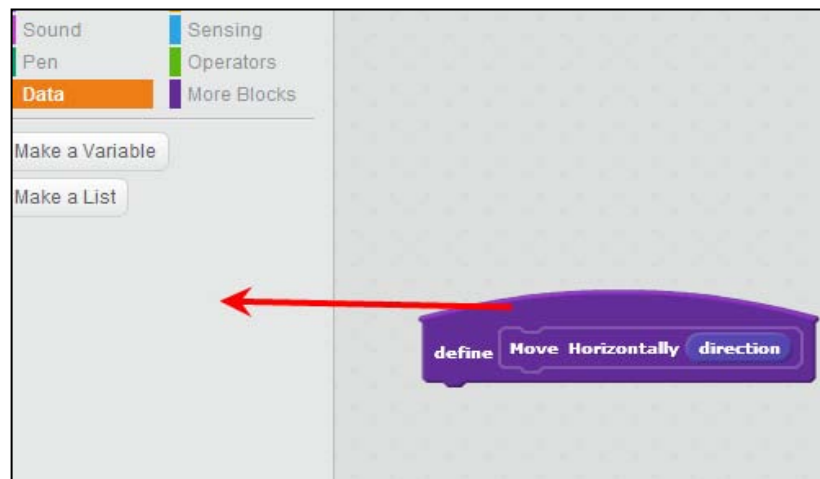 Sound Sensing
Pen Operators
Data More Blocks
Make a Variable
Make a List
define Move Horizontally direction